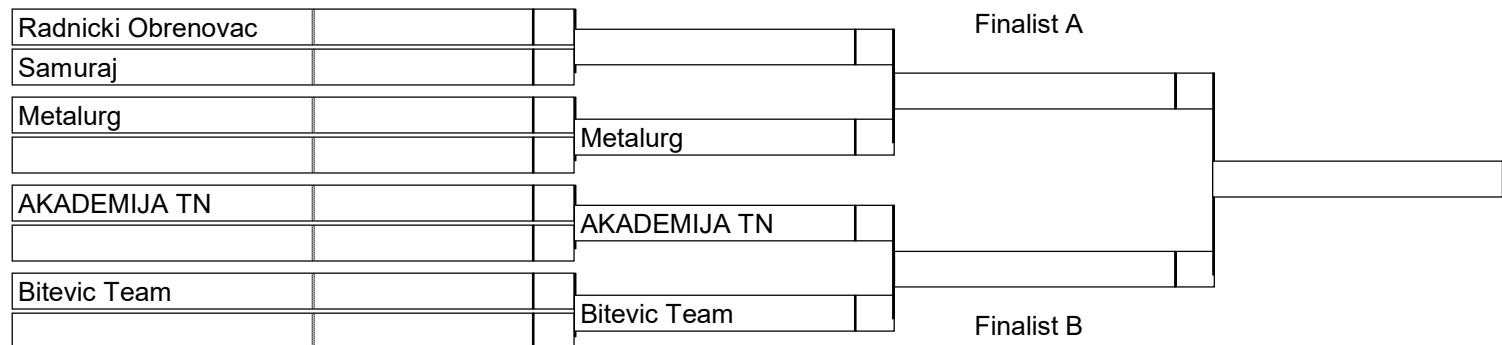 Radnicki Obrenovac
Samuraj
Metalurg
AKADEMIJA TN
Bitevic Team
Metalurg
AKADEMIJA TN
Bitevic Team
Finalist A
Finalist B